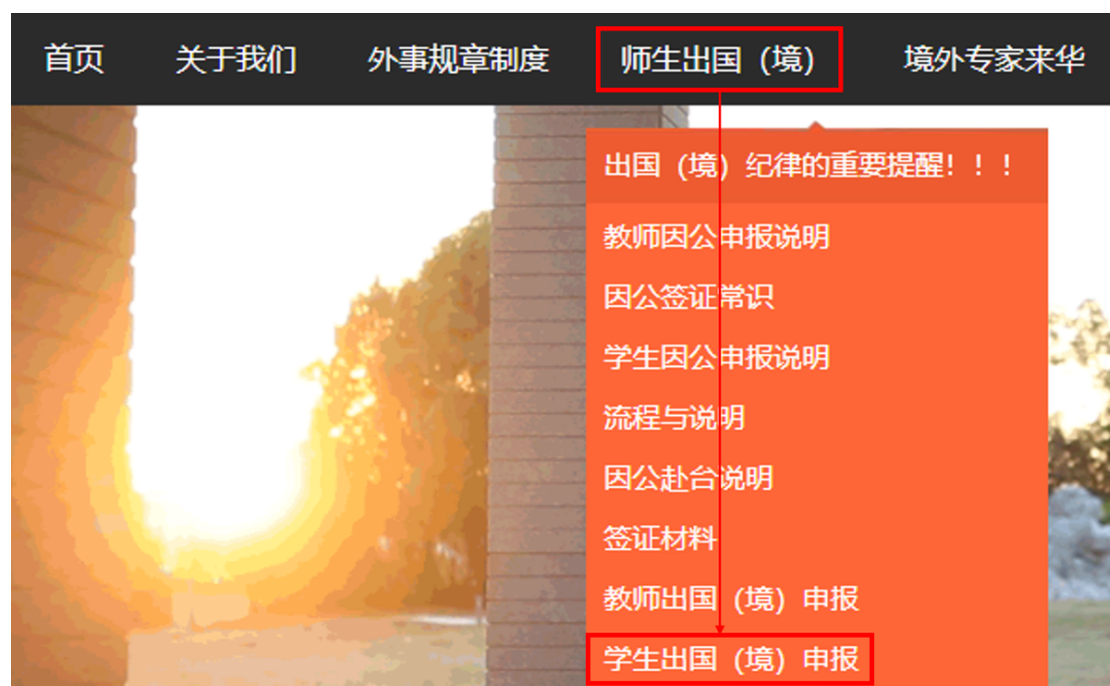 首页 关于我们 外事规章制度 师生出国（境） 境外专家来华
出国（境）纪律的重要提醒！！！
教师因公申报说明
因公签证常识
学生因公申报说明
流程与说明
因公赴台说明
签证材料
教师出国（境）申报
学生出国（境）申报